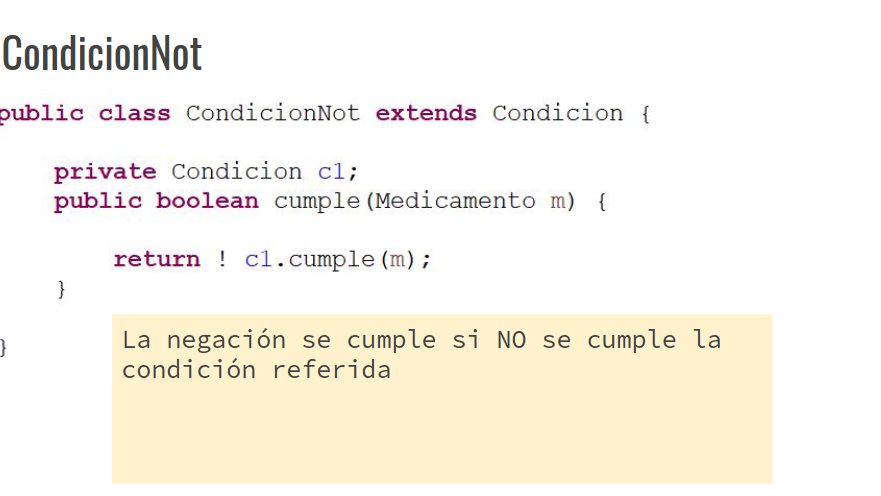 CondicionNot
public class CondicionNot extends Condicion {
private Condicion c1;
public boolean cumple(Medicamento m) {
return ! c1.cumple(m);
}
}
La negación se cumple si NO se cumple la
condición referida